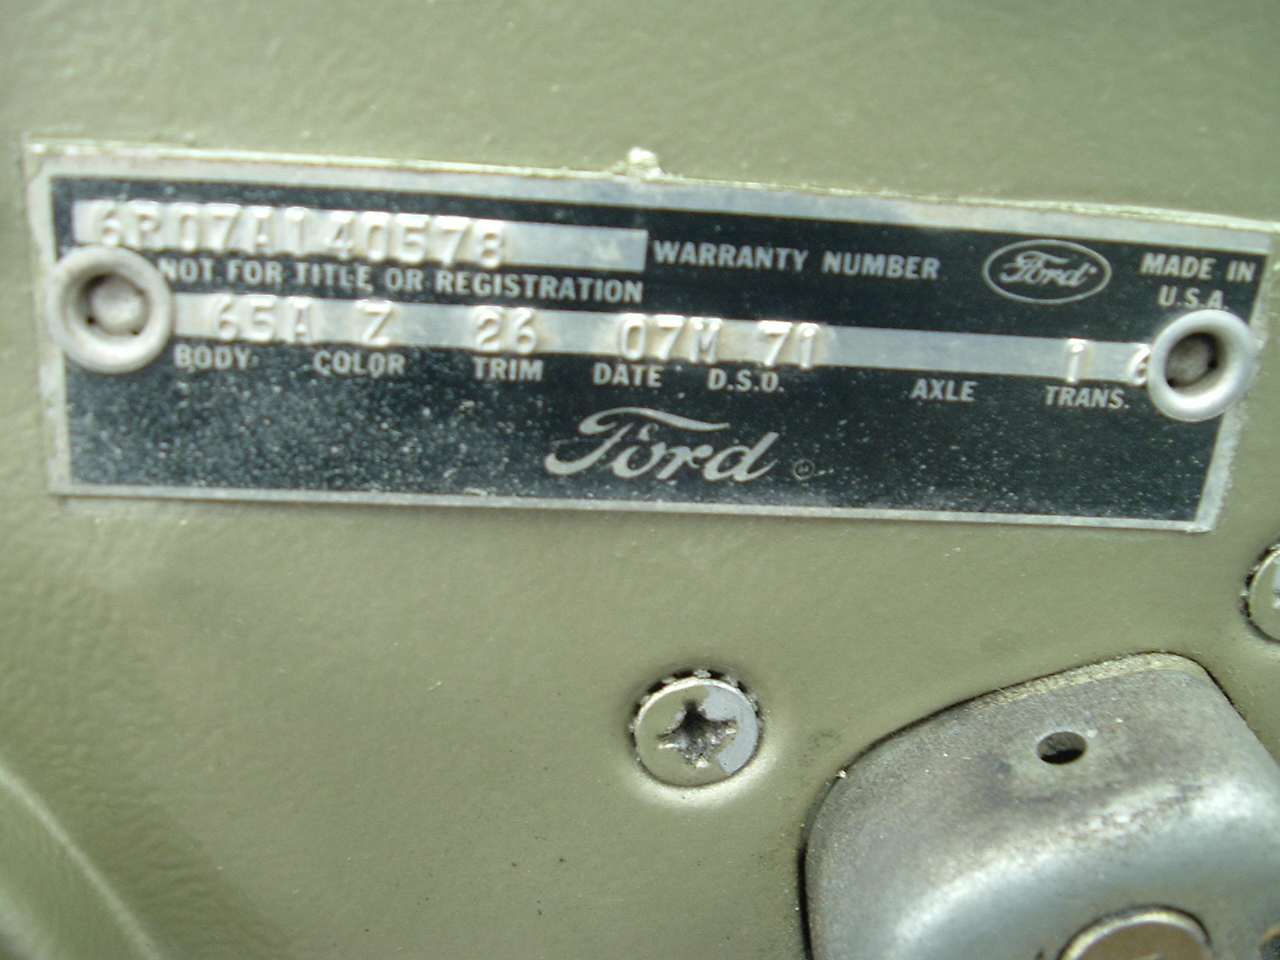 6R07A140578 WARRANTY NUMBER Ford MADE IN
NOT FOR TITLE OR REGISTRATION U.S.A.
65A Z 26 07M 71 1 6
BODY COLOR TRIM DATE D.S.O. AXLE TRANS.
Ford